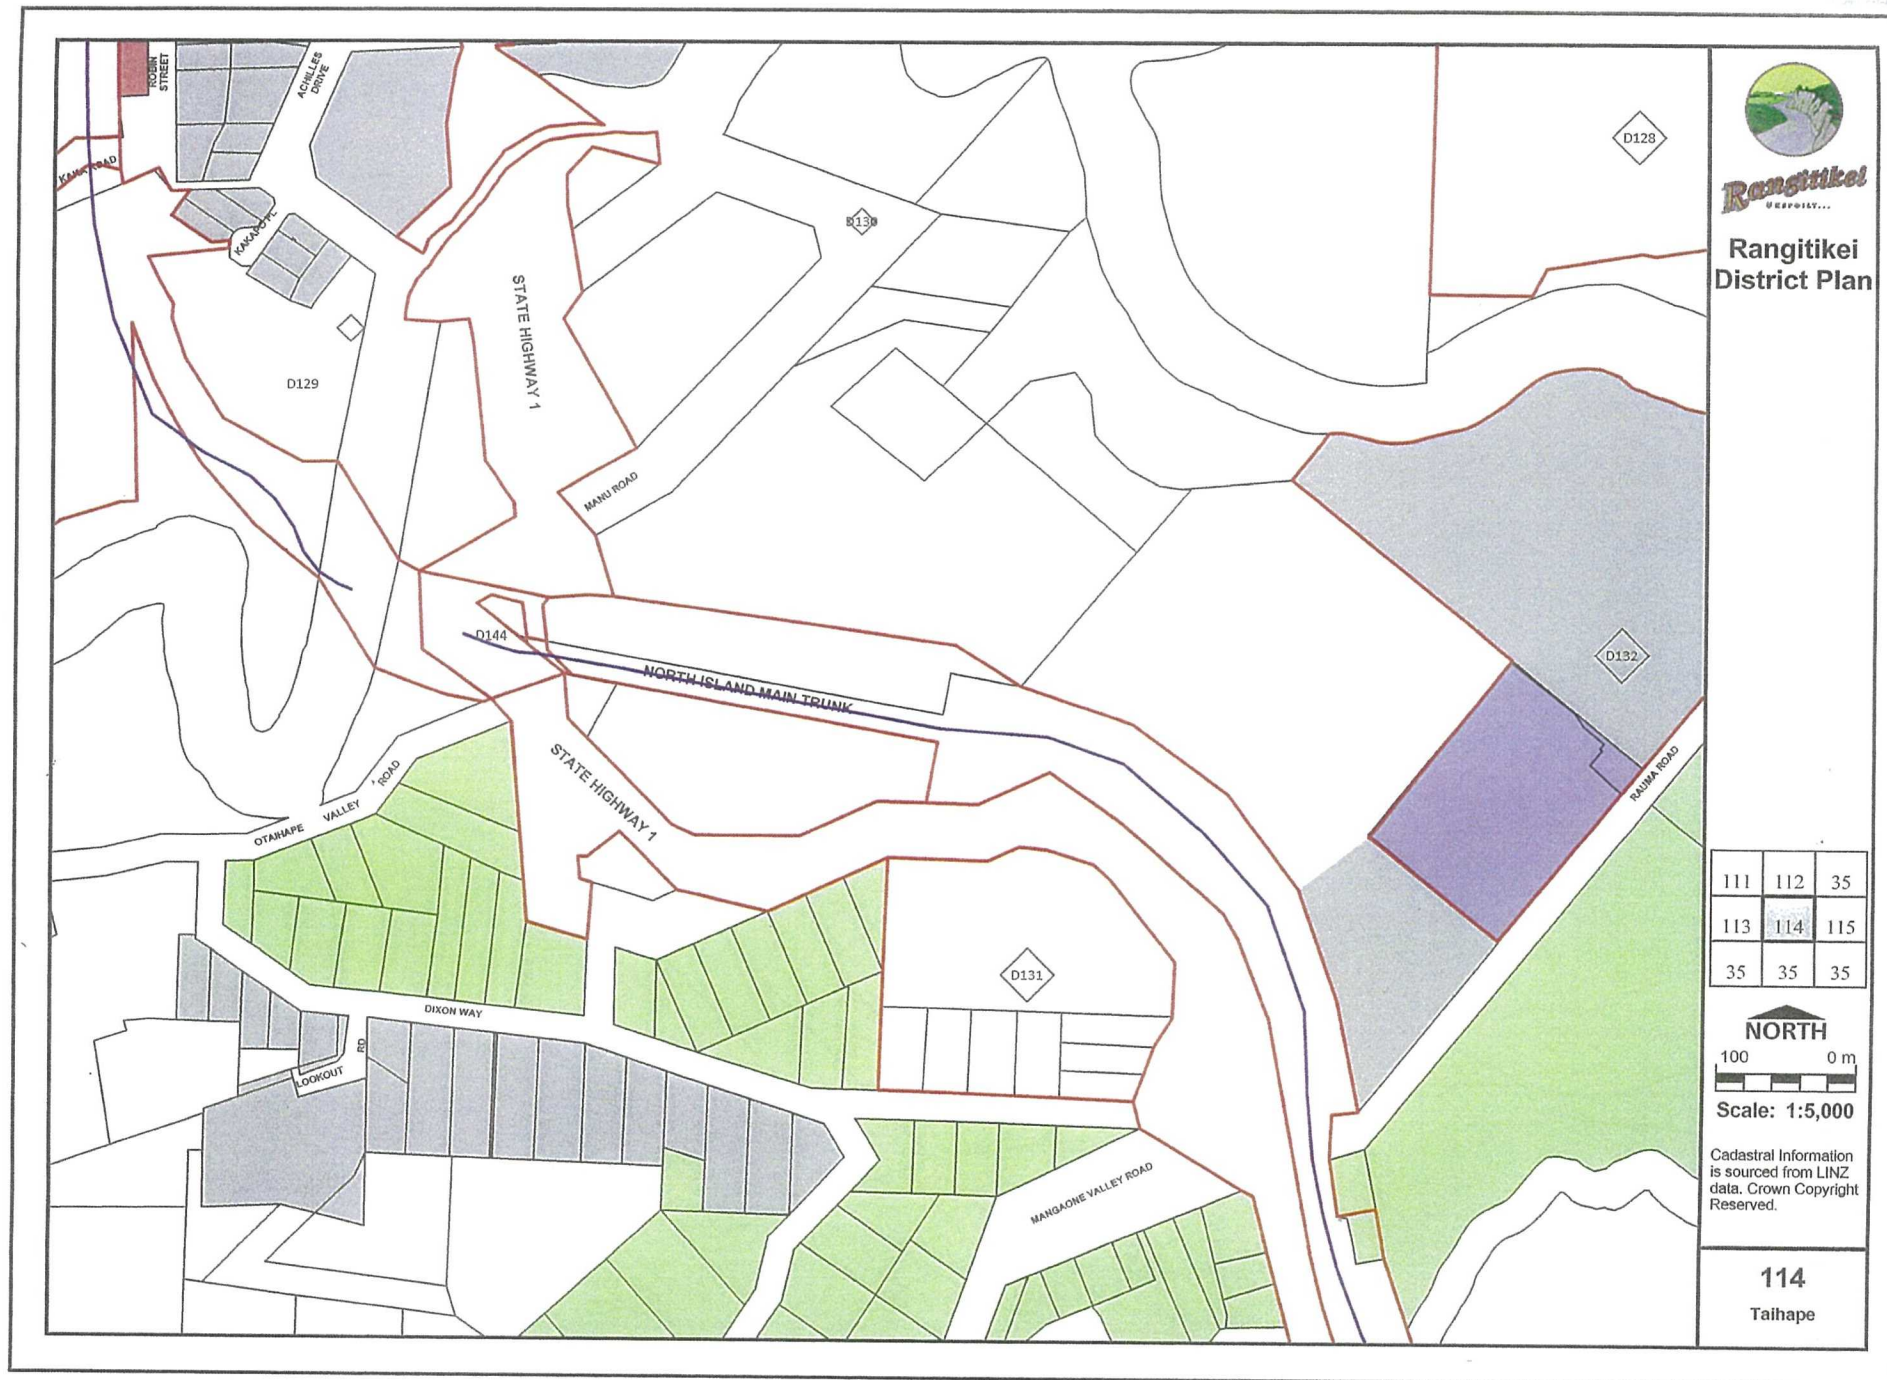 ROBIN
STREET
ACHILLES
DRIVE
KAKA ROAD
KAKAPO PL
D129
STATE HIGHWAY 1
D130
D128
MANU ROAD
D144
NORTH ISLAND MAIN TRUNK
D132
RAUMA ROAD
STATE HIGHWAY 1
OTAIHAPE VALLEY ROAD
D131
DIXON WAY
LOOKOUT RD
MANGAONE VALLEY ROAD
Rangitikei
UNSPOILT...
Rangitikei
District Plan
111 112 35
113 114 115
35 35 35
NORTH
100 0 m
Scale: 1:5,000
Cadastral Information
is sourced from LINZ
data. Crown Copyright
Reserved.
114
Taihape